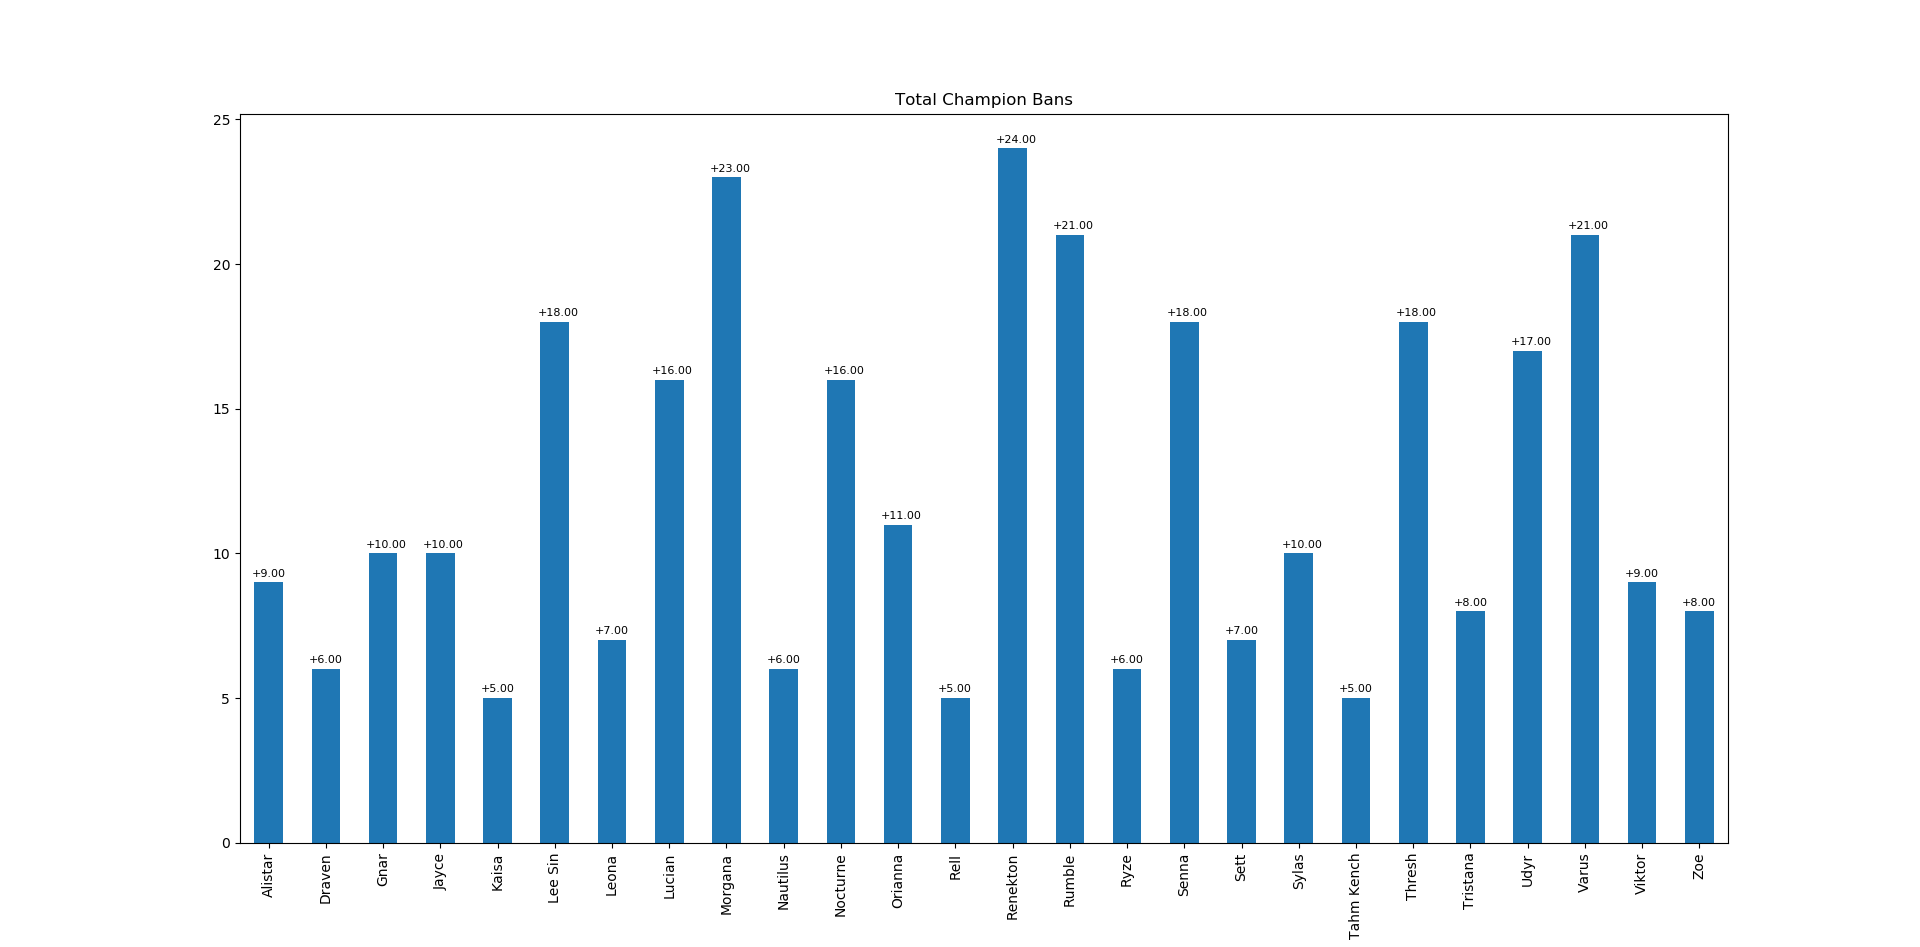 Total Champion Bans
25
20
15
10
5
0
+9.00
+6.00
+10.00
+10.00
+5.00
+18.00
+7.00
+16.00
+23.00
+6.00
+16.00
+11.00
+5.00
+24.00
+21.00
+6.00
+18.00
+7.00
+10.00
+5.00
+18.00
+8.00
+17.00
+21.00
+9.00
+8.00
Alistar
Draven
Gnar
Jayce
Kaisa
Lee Sin
Leona
Lucian
Morgana
Nautilus
Nocturne
Orianna
Rell
Renekton
Rumble
Ryze
Senna
Sett
Sylas
Tahm Kench
Thresh
Tristana
Udyr
Varus
Viktor
Zoe